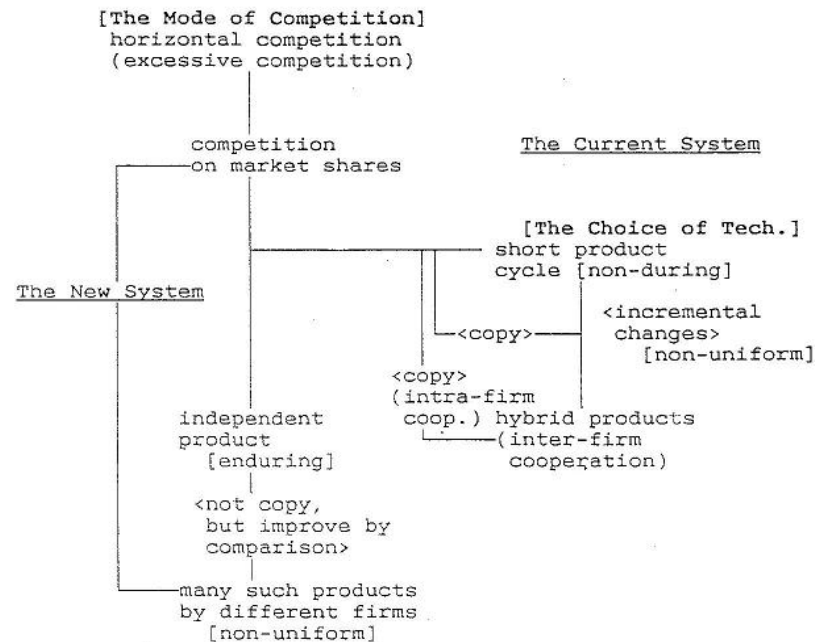 [The Mode of Competition]
horizontal competition
(excessive competition)
competition
on market shares
The Current System
[The Choice of Tech.]
short product
cycle [non-during]
The New System
<incremental
changes>
[non-uniform]
<copy>
<copy>
(intra-firm
coop.) hybrid products
(inter-firm
cooperation)
independent
product
[enduring]
<not copy,
but improve by
comparison>
many such products
by different firms
[non-uniform]